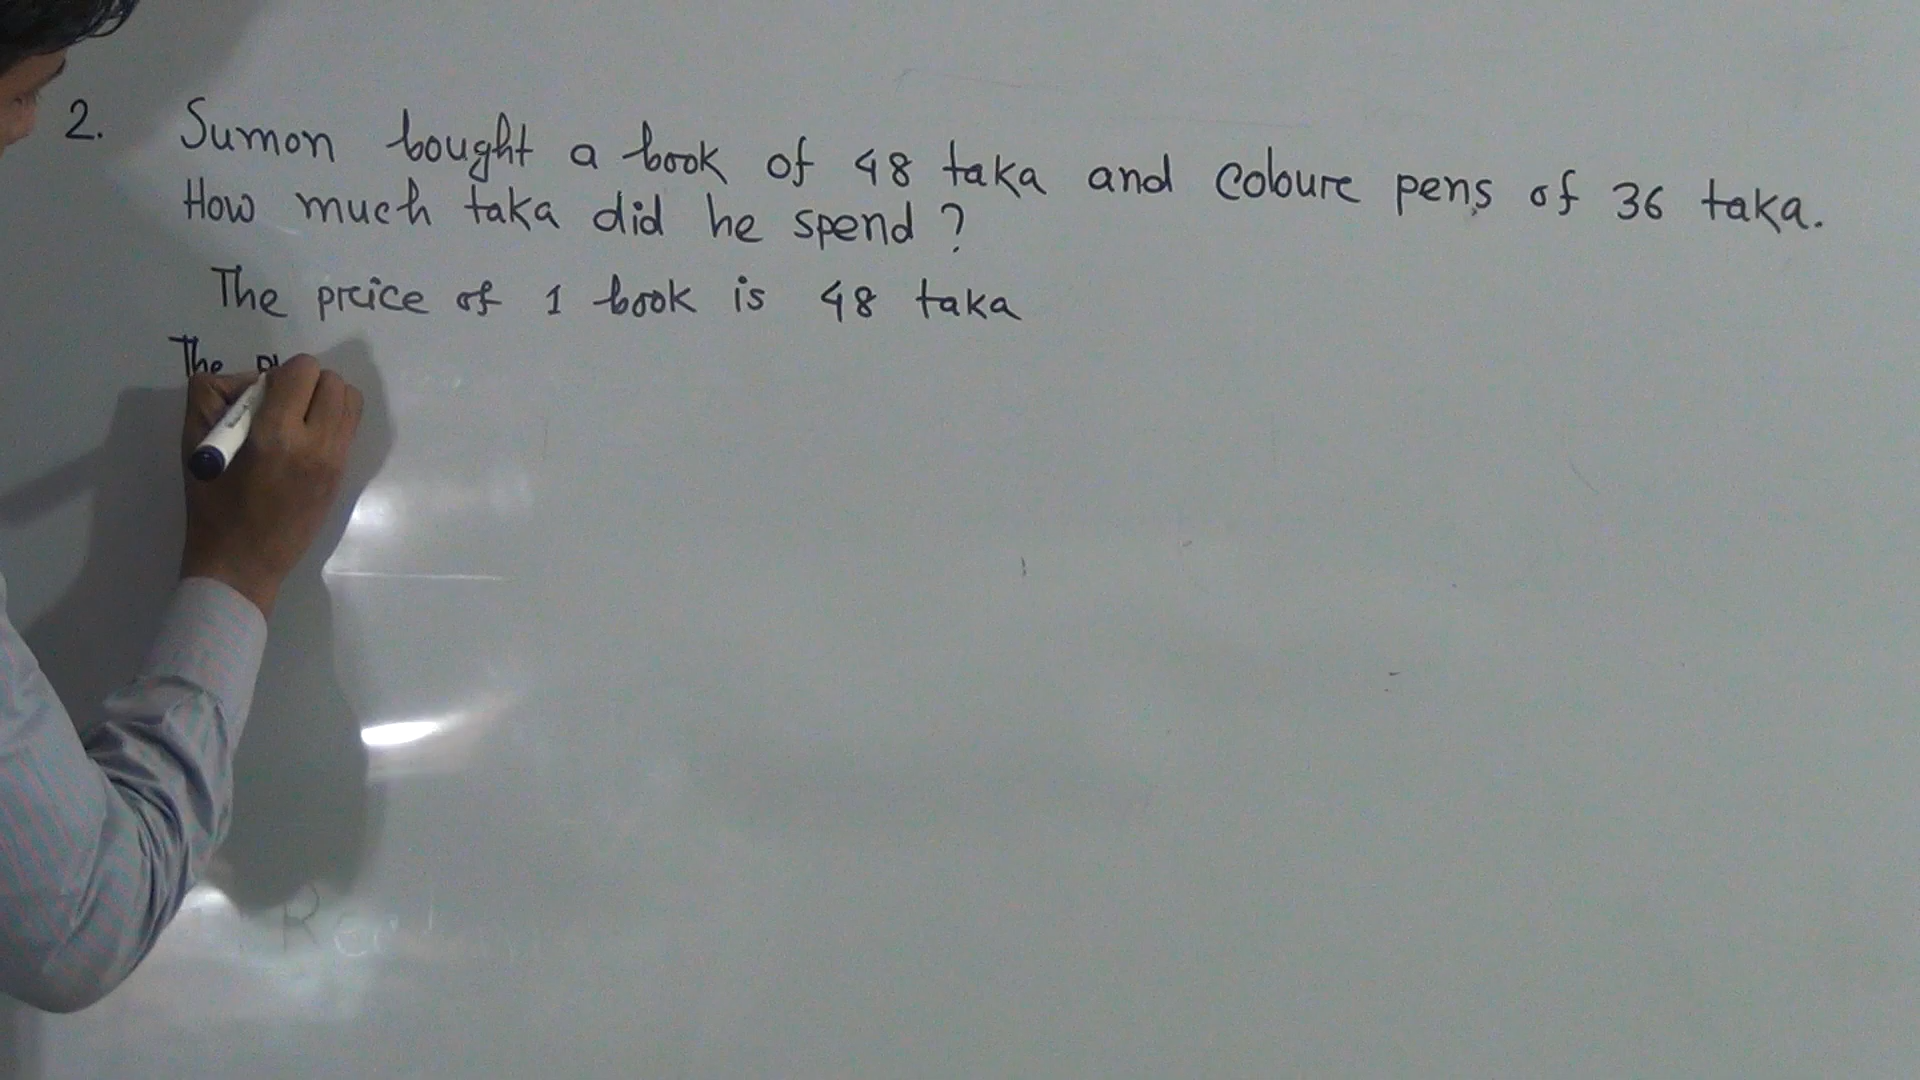 2. Sumon bought a book of 48 taka and coloure pens of 36 taka.
How much taka did he spend ?
The price of 1 book is 48 taka
The